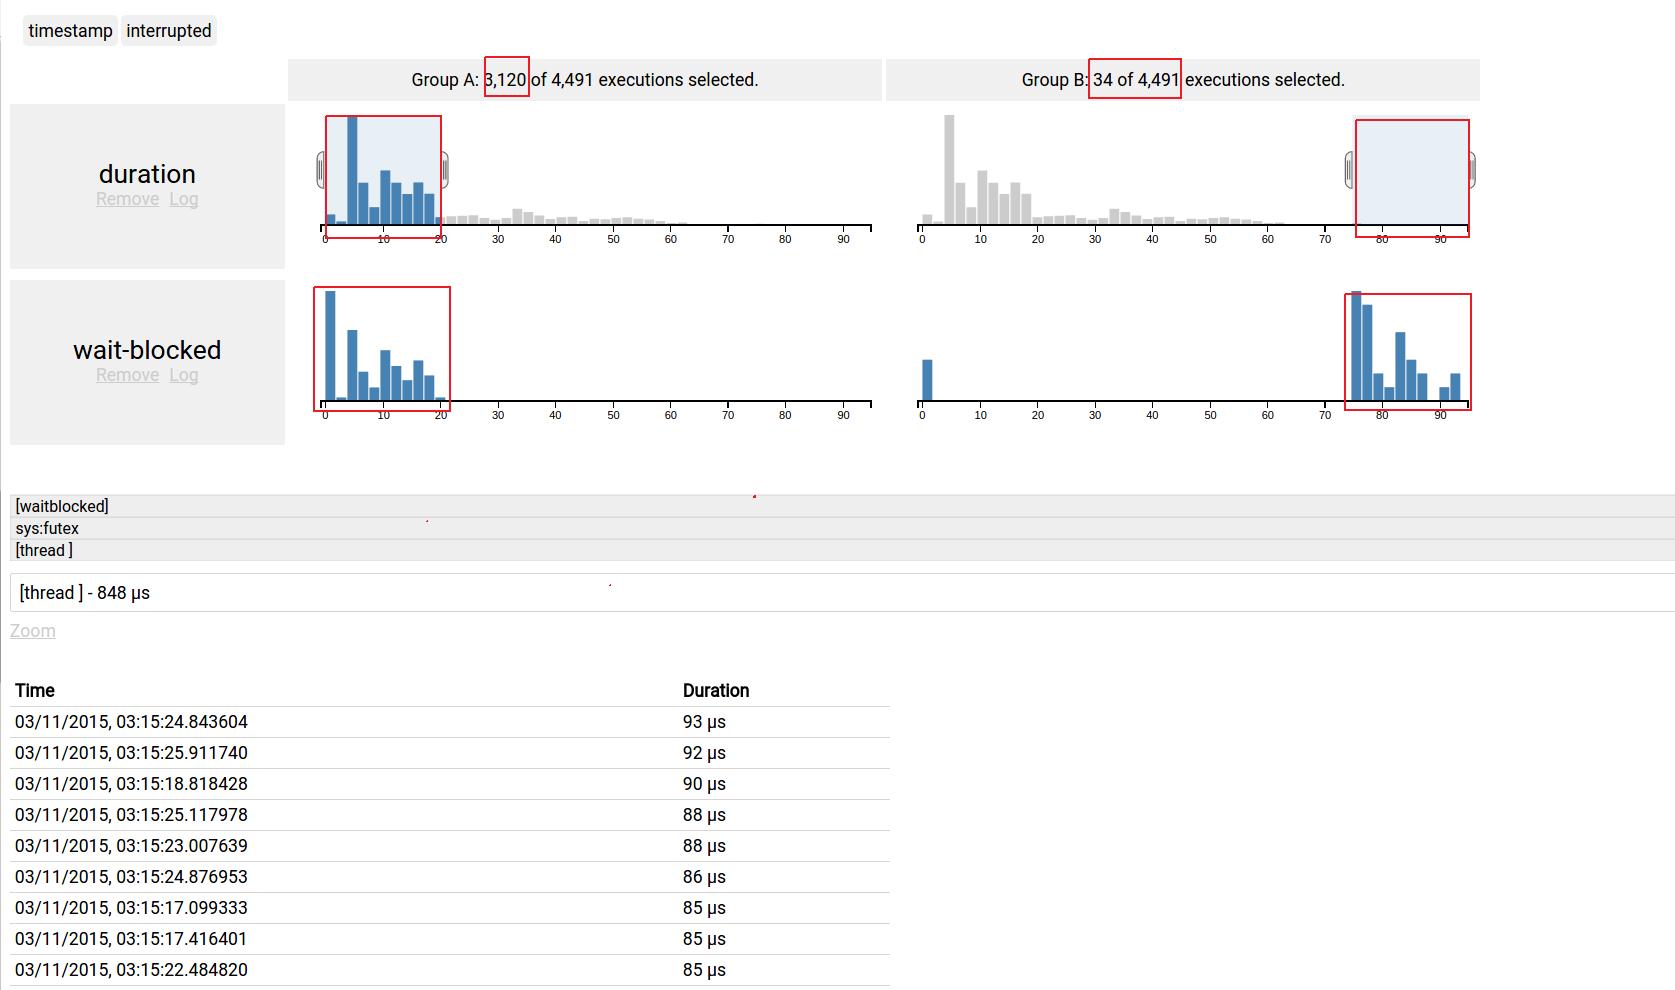 timestamp interrupted
Group A: 3,120 of 4,491 executions selected. Group B: 34 of 4,491 executions selected.
duration
Remove Log
0 10 20 30 40 50 60 70 80 90 0 10 20 30 40 50 60 70 80 90
wait-blocked
Remove Log
0 10 20 30 40 50 60 70 80 90 0 10 20 30 40 50 60 70 80 90
[waitblocked]
sys:futex
[thread ]
[thread ] - 848 µs
Zoom
Time Duration
03/11/2015, 03:15:24.843604 93 µs
03/11/2015, 03:15:25.911740 92 µs
03/11/2015, 03:15:18.818428 90 µs
03/11/2015, 03:15:25.117978 88 µs
03/11/2015, 03:15:23.007639 88 µs
03/11/2015, 03:15:24.876953 86 µs
03/11/2015, 03:15:17.099333 85 µs
03/11/2015, 03:15:17.416401 85 µs
03/11/2015, 03:15:22.484820 85 µs